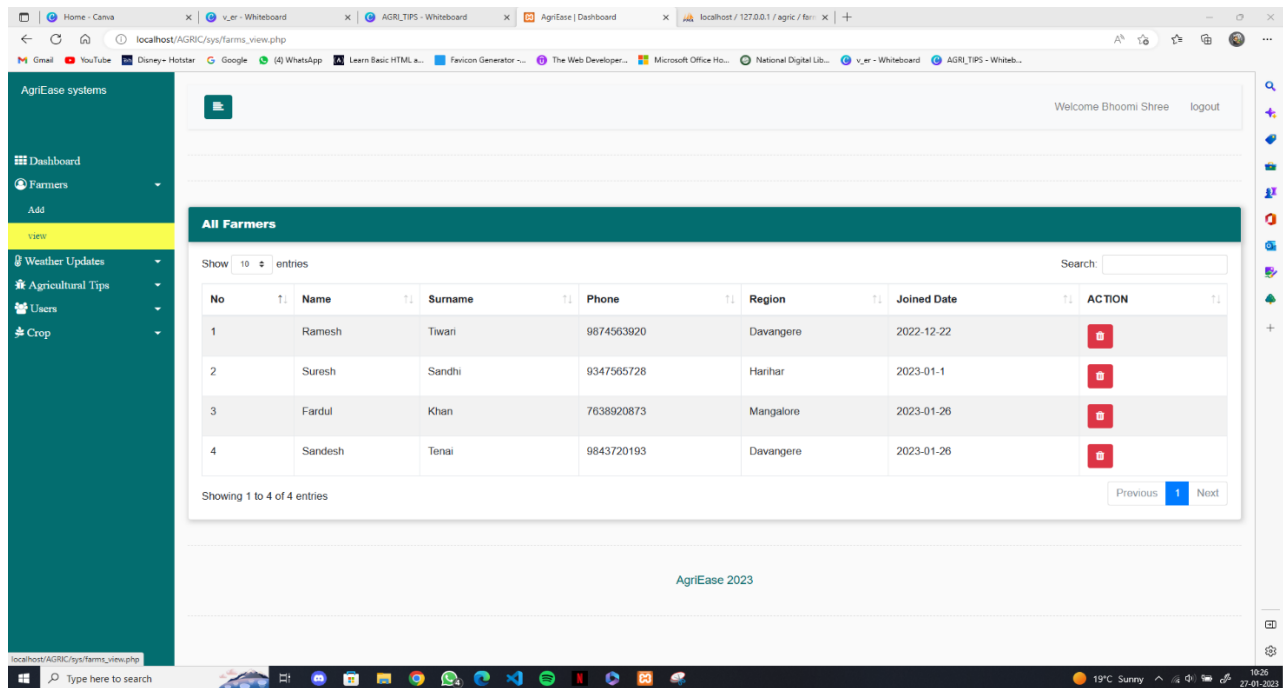 Home - Canva
v_er - Whiteboard
AGRI_TIPS - Whiteboard
AgriEase | Dashboard
localhost / 127.0.0.1 / agric / farm
localhost/AGRIC/sys/farms_view.php
Gmail YouTube Disney+ Hotstar Google (4) WhatsApp Learn Basic HTML a... Favicon Generator -... The Web Developer... Microsoft Office Ho... National Digital Lib... v_er - Whiteboard AGRI_TIPS - Whiteb...
AgriEase systems
Welcome Bhoomi Shree logout
Dashboard
Farmers
Add
view
Weather Updates
Agricultural Tips
Users
Crop
All Farmers
Show 10 entries
Search:
No Name Surname Phone Region Joined Date ACTION
1 Ramesh Tiwari 9874563920 Davangere 2022-12-22
2 Suresh Sandhi 9347565728 Harihar 2023-01-1
3 Fardul Khan 7638920873 Mangalore 2023-01-26
4 Sandesh Tenai 9843720193 Davangere 2023-01-26
Showing 1 to 4 of 4 entries
Previous 1 Next
AgriEase 2023
localhost/AGRIC/sys/farms_view.php
Type here to search
19°C Sunny
10:26
27-01-2023